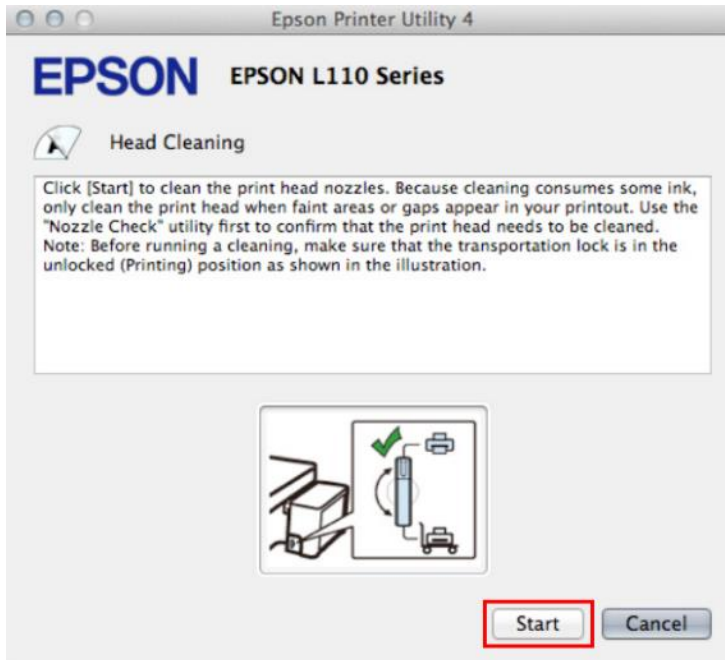 Epson Printer Utility 4
EPSON EPSON L110 Series
Head Cleaning
Click [Start] to clean the print head nozzles. Because cleaning consumes some ink,
only clean the print head when faint areas or gaps appear in your printout. Use the
"Nozzle Check" utility first to confirm that the print head needs to be cleaned.
Note: Before running a cleaning, make sure that the transportation lock is in the
unlocked (Printing) position as shown in the illustration.
Start Cancel